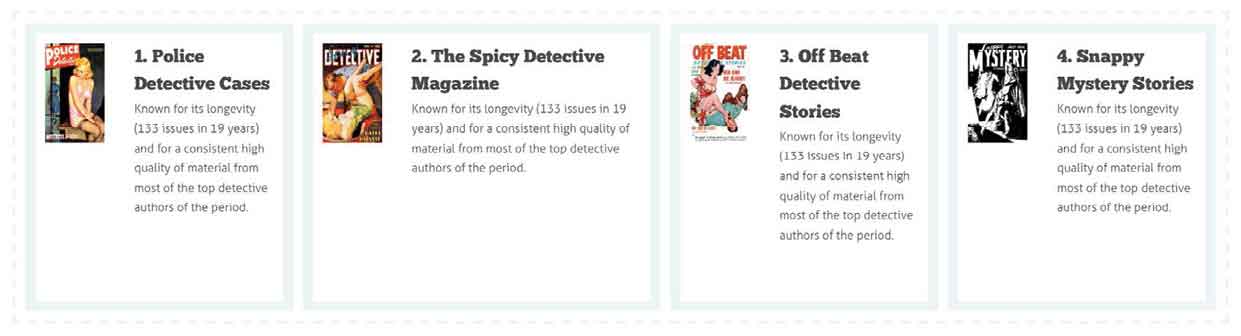 1. Police
Detective Cases
Known for its longevity
(133 issues in 19 years)
and for a consistent high
quality of material from
most of the top detective
authors of the period.
2. The Spicy Detective
Magazine
Known for its longevity (133 issues in 19
years) and for a consistent high quality of
material from most of the top detective
authors of the period.
3. Off Beat
Detective
Stories
Known for its longevity
(133 issues in 19 years)
and for a consistent high
quality of material from
most of the top detective
authors of the period.
4. Snappy
Mystery Stories
Known for its longevity
(133 issues in 19 years)
and for a consistent high
quality of material from
most of the top detective
authors of the period.
POLICE
Detective
DETECTIVE
OFF BEAT
STORIES
MYSTERY